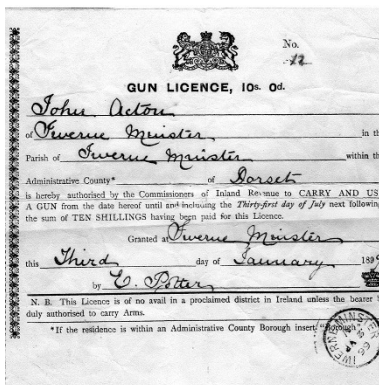 No.
12
GUN LICENCE, 10s. 0d.
John Acton
of Iwerne Minster in th
Parish of Iwerne Minster within the
Administrative County* of Dorset
is hereby authorised by the Commissioners of Inland Revenue to CARRY AND US
A GUN from the date hereof until and including the Thirty-first day of July next followin
the sum of TEN SHILLINGS having been paid for this Licence.
Granted at Iwerne Minster
this Third day of January 189
by C. Potter
N. B. This Licence is of no avail in a proclaimed district in Ireland unless the bearer
duly authorised to carry Arms.
*If the residence is within an Administrative County Borough insert "Borough"
IWERNE MINSTER
JA 3
99